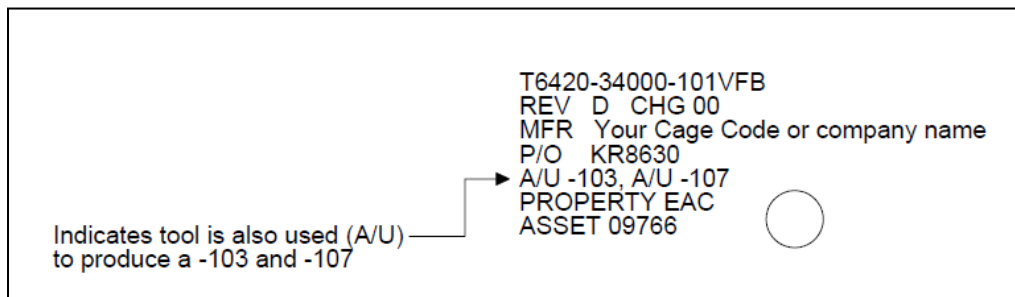 T6420-34000-101VFB
REV D CHG 00
MFR Your Cage Code or company name
P/O KR8630
A/U -103, A/U -107
PROPERTY EAC
ASSET 09766
Indicates tool is also used (A/U)
to produce a -103 and -107